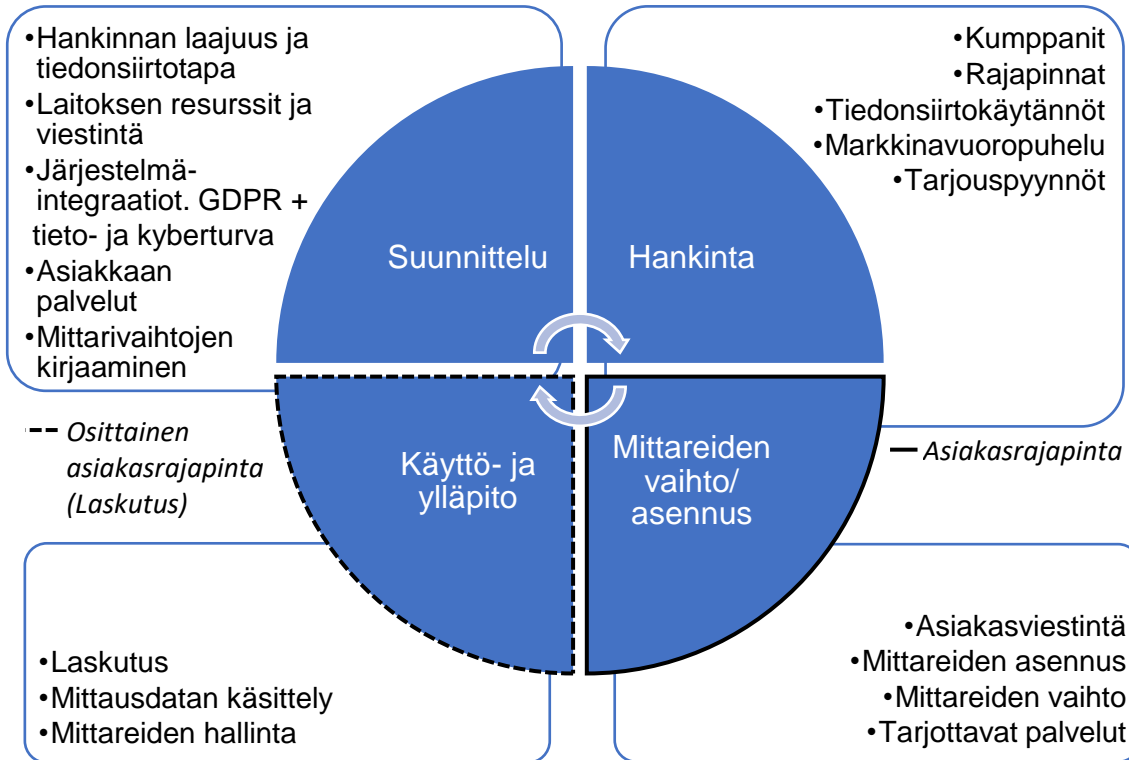 •Hankinnan laajuus ja
tiedonsiirtotapa
•Laitoksen resurssit ja
viestintä
•Järjestelmä-
integraatiot. GDPR +
tieto- ja kyberturva
•Asiakkaan
palvelut
•Mittarivaihtojen
kirjaaminen
•Kumppanit
•Rajapinnat
•Tiedonsiirtokäytännöt
•Markkinavuoropuhelu
•Tarjouspyynnöt
Suunnittelu
Hankinta
Osittainen
asiakasrajapinta
(Laskutus)
Käyttö- ja
ylläpito
Mittareiden
vaihto/
asennus
Asiakasrajapinta
•Laskutus
•Mittausdatan käsittely
•Mittareiden hallinta
•Asiakasviestintä
•Mittareiden asennus
•Mittareiden vaihto
•Tarjottavat palvelut